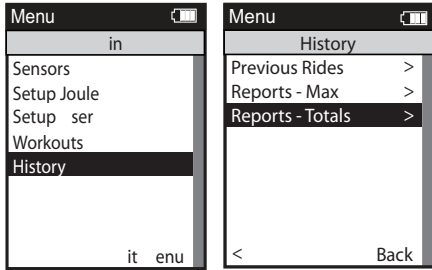 Menu
in
Sensors
Setup Joule
Setup ser
Workouts
History
it enu
Menu
History
Previous Rides >
Reports - Max >
Reports - Totals >
< Back